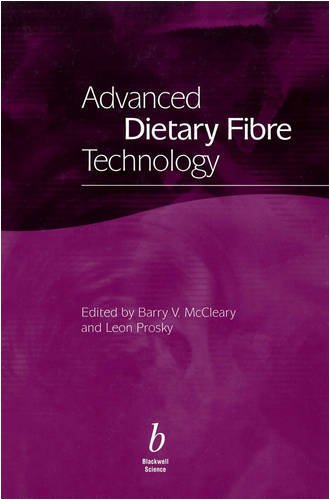 Advanced
Dietary Fibre
Technology
Edited by Barry V. McCleary
and Leon Prosky
b
Blackwell
Science